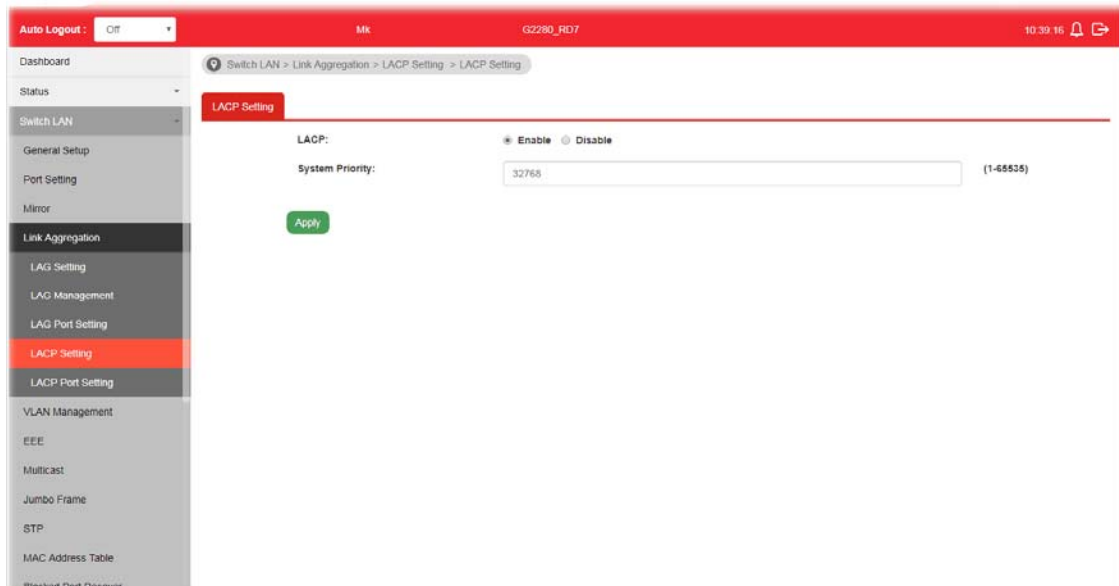 Auto Logout : Off Mk G2280_RD7 10:39:16
Dashboard
Switch LAN > Link Aggregation > LACP Setting > LACP Setting
Status
LACP Setting
Switch LAN
LACP: Enable Disable
General Setup
System Priority: 32768 (1-65535)
Port Setting
Mirror
Apply
Link Aggregation
LAG Setting
LAG Management
LAG Port Setting
LACP Setting
LACP Port Setting
VLAN Management
EEE
Multicast
Jumbo Frame
STP
MAC Address Table
Blocked Port Recover